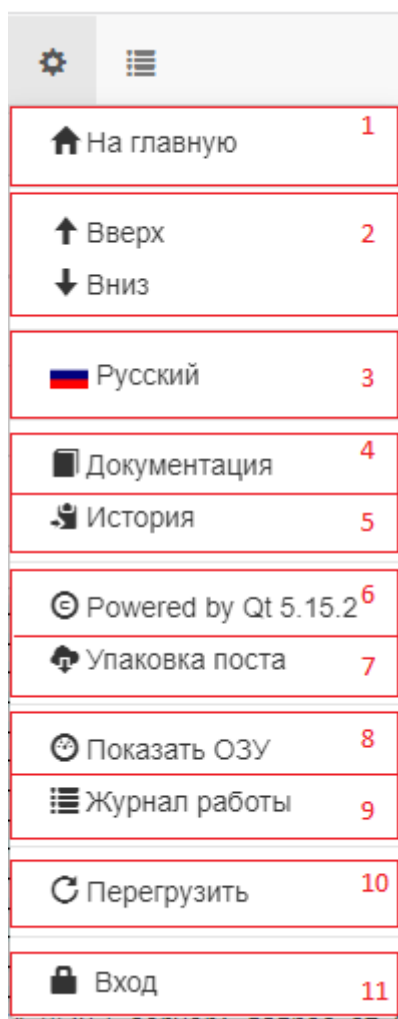 На главную 1
Вверх 2
Вниз
Русский 3
Документация 4
История 5
© Powered by Qt 5.15.2 6
Упаковка поста 7
Показать ОЗУ 8
Журнал работы 9
Перегрузить 10
Вход 11